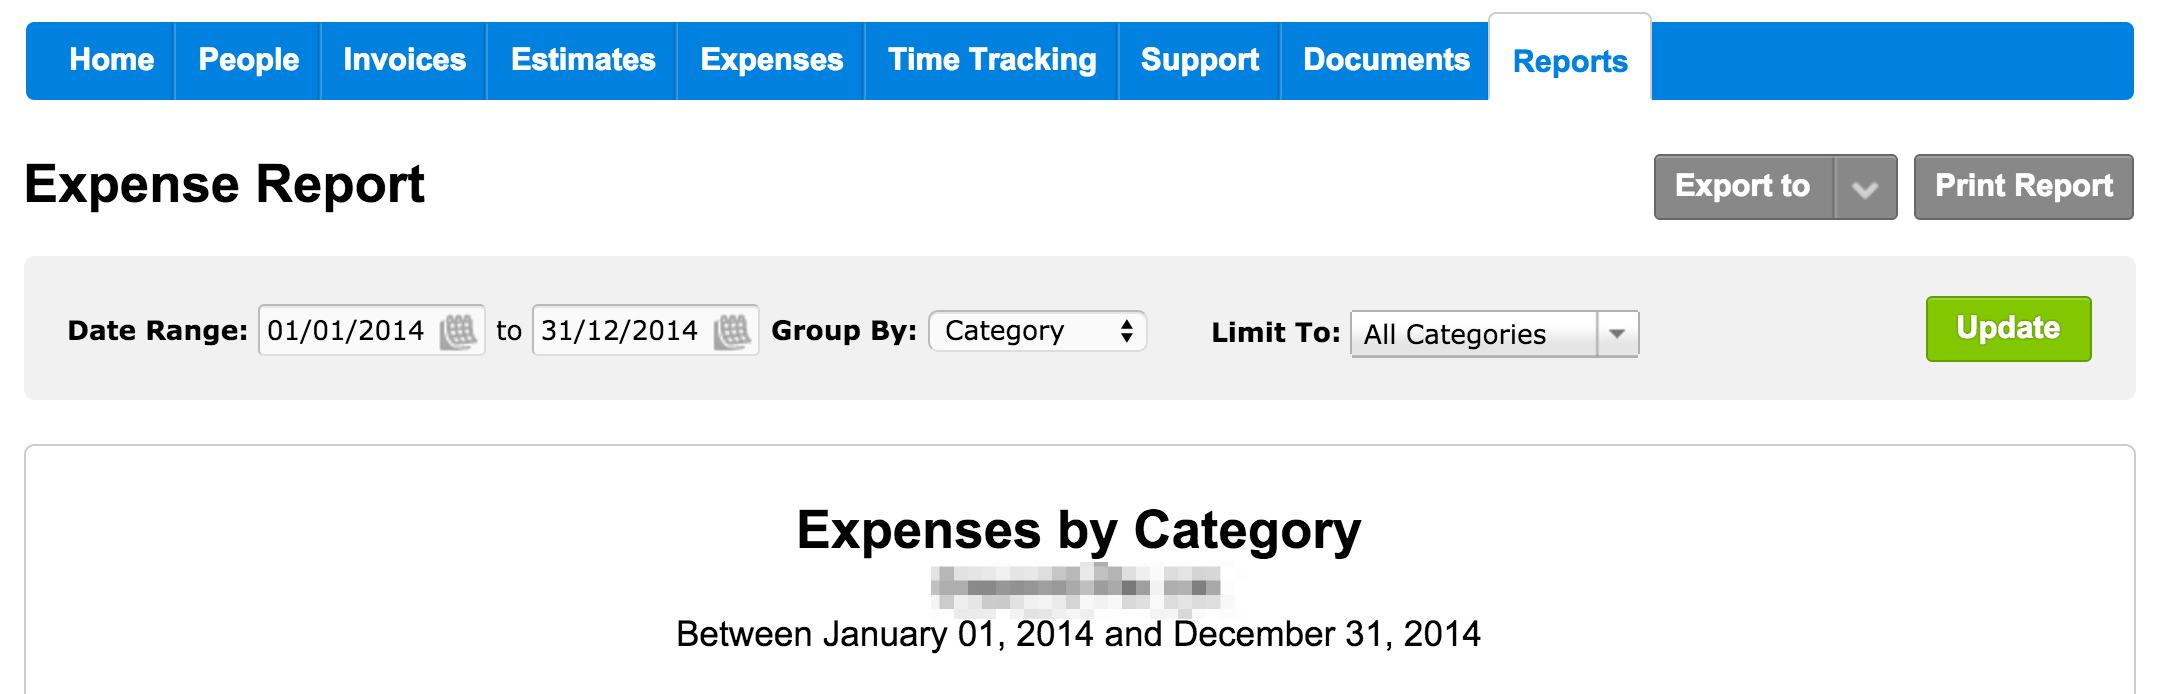 Home People Invoices Estimates Expenses Time Tracking Support Documents Reports
Expense Report Export to Print Report
Date Range: 01/01/2014 to 31/12/2014 Group By: Category Limit To: All Categories Update
Expenses by Category
Between January 01, 2014 and December 31, 2014